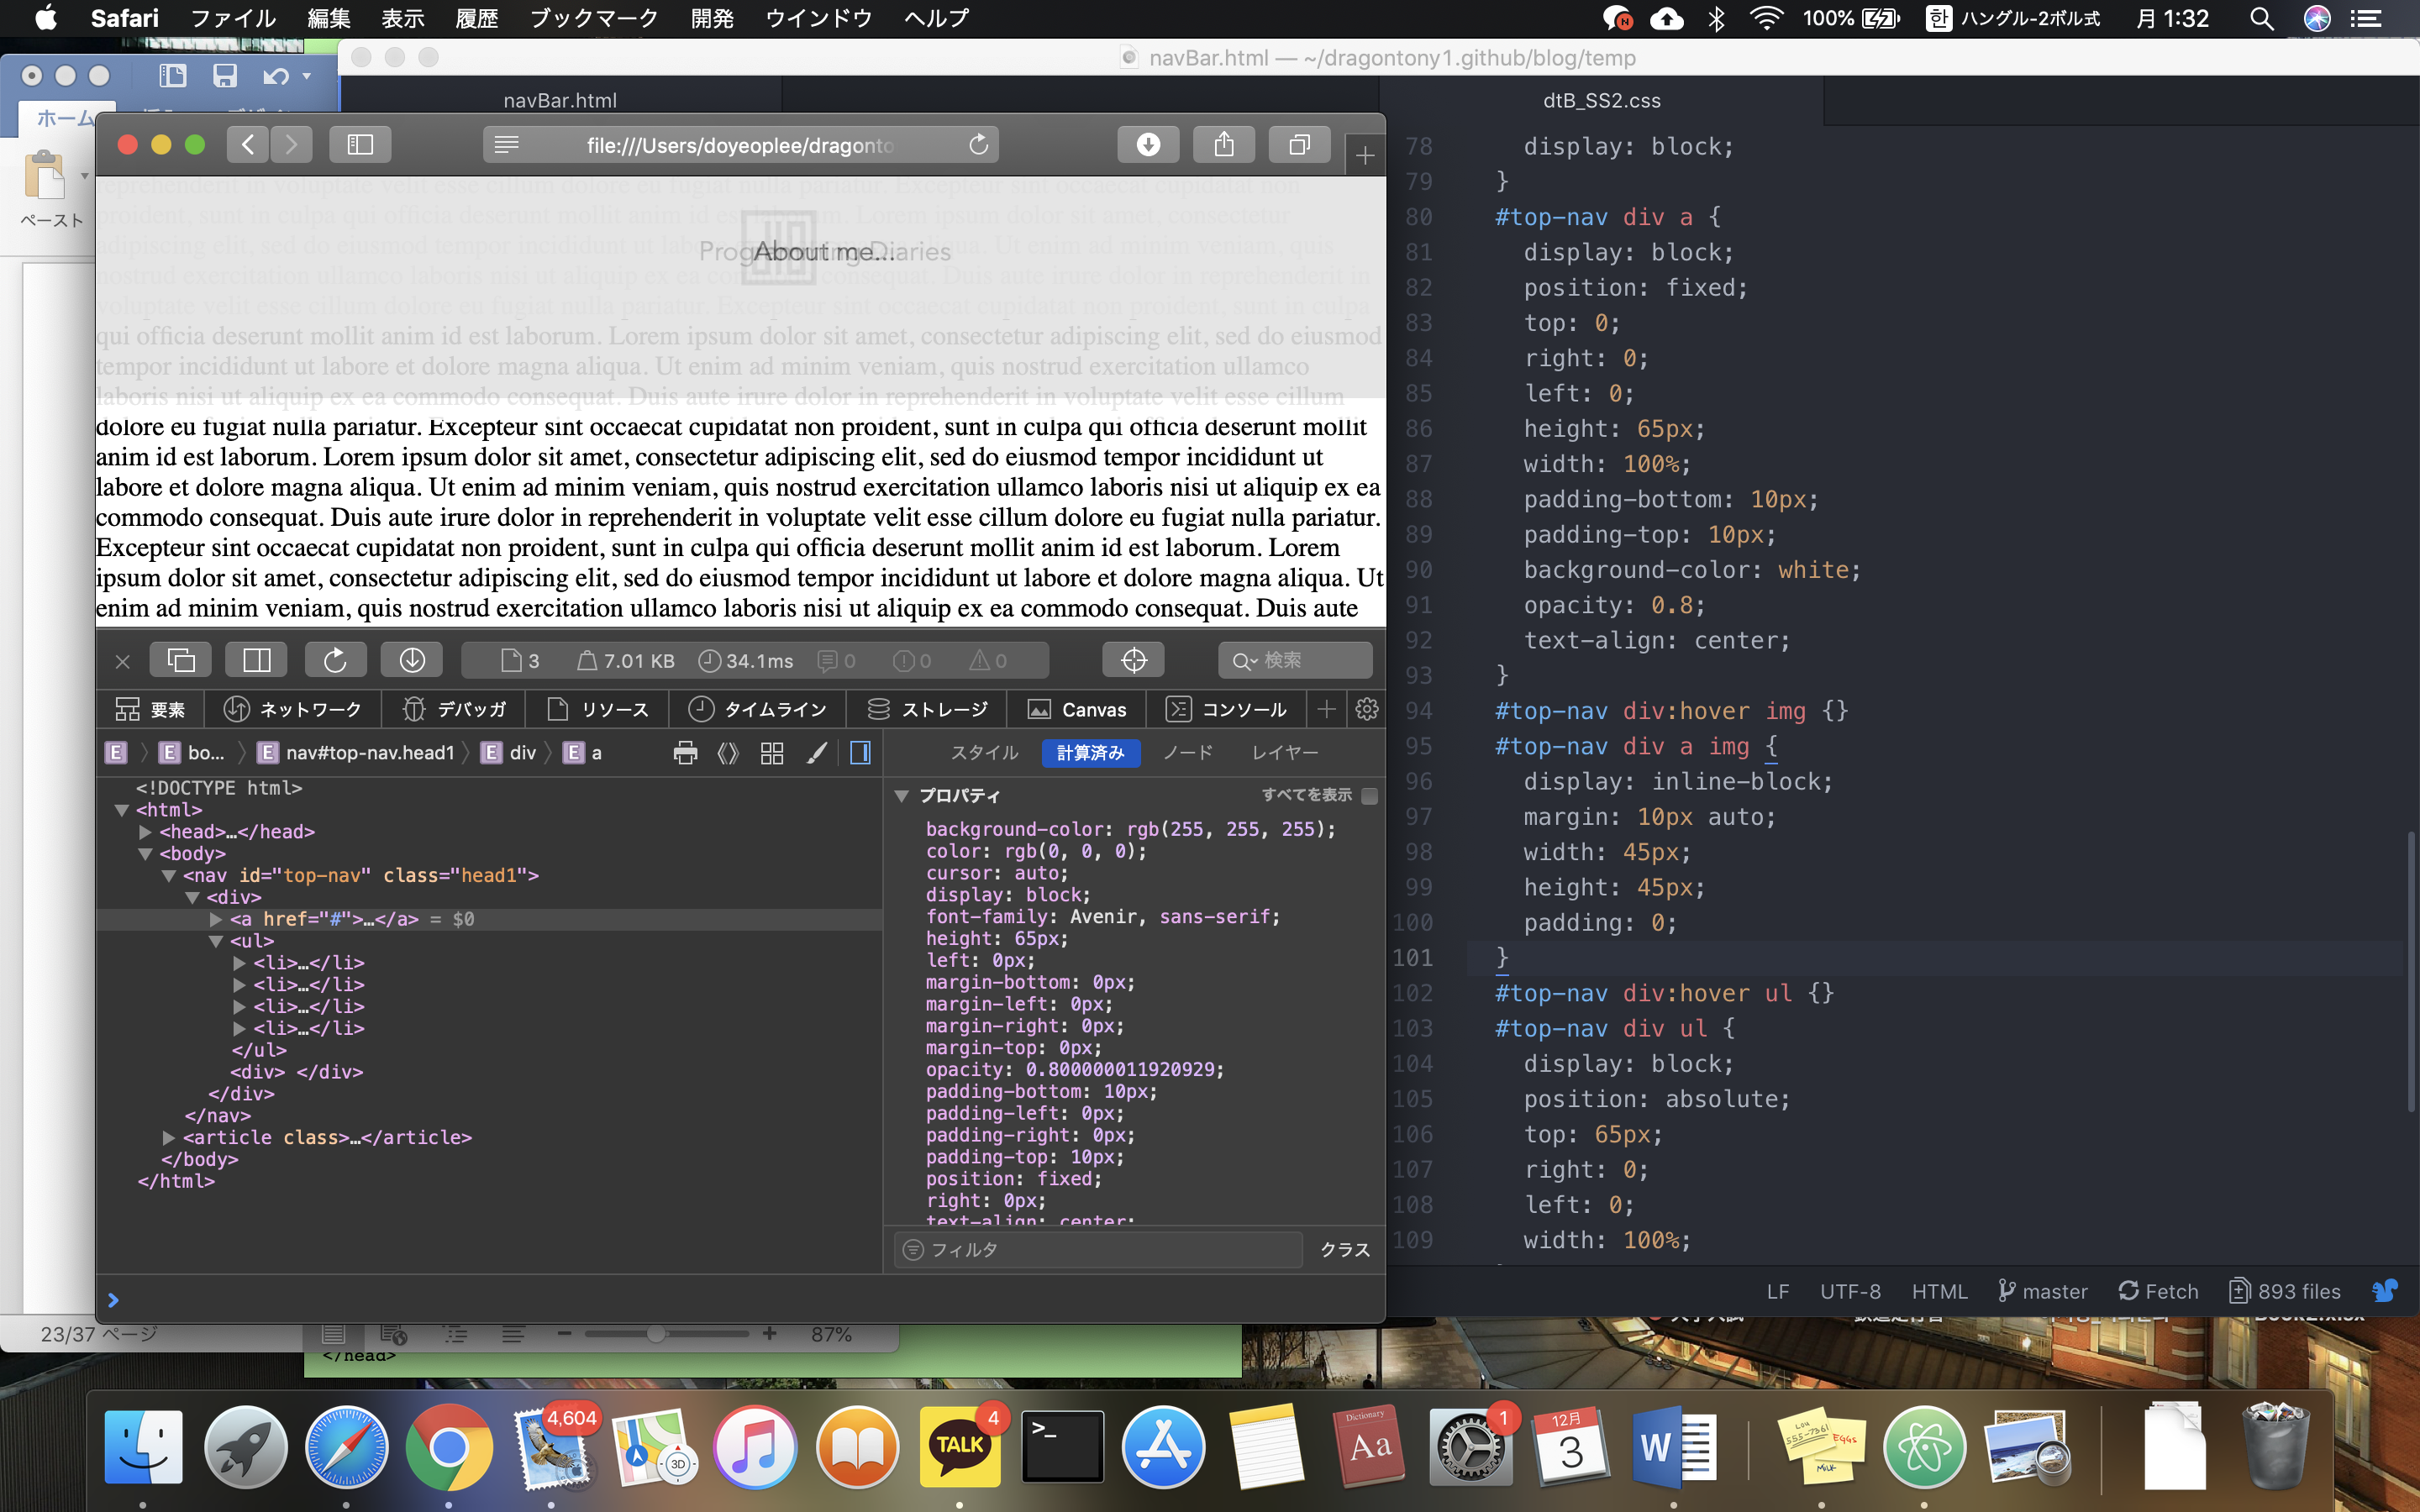 Safari ファイル 編集 表示 履歴 ブックマーク 開発 ウインドウ ヘルプ
N 100% 한 ハングル-2ボル式 月 1:32
navBar.html — ~/dragontony1.github/blog/temp
navBar.html
dtB_SS2.css
ホーム
ペースト
file:///Users/doyeoplee/dragonto
reprehenderit in voluptate velit esse cillum dolore eu fugiat nulla pariatur. Excepteur sint occaecat cupidatat non
proident, sunt in culpa qui officia deserunt mollit anim id est laborum. Lorem ipsum dolor sit amet, consectetur
adipiscing elit, sed do eiusmod tempor incididunt ut labore et dolore magna aliqua. Ut enim ad minim veniam, quis
Programming Diaries
About me...
nostrud exercitation ullamco laboris nisi ut aliquip ex ea commodo consequat. Duis aute irure dolor in reprehenderit in
voluptate velit esse cillum dolore eu fugiat nulla pariatur. Excepteur sint occaecat cupidatat non proident, sunt in culpa
qui officia deserunt mollit anim id est laborum. Lorem ipsum dolor sit amet, consectetur adipiscing elit, sed do eiusmod
tempor incididunt ut labore et dolore magna aliqua. Ut enim ad minim veniam, quis nostrud exercitation ullamco
laboris nisi ut aliquip ex ea commodo consequat. Duis aute irure dolor in reprehenderit in voluptate velit esse cillum
dolore eu fugiat nulla pariatur. Excepteur sint occaecat cupidatat non proident, sunt in culpa qui officia deserunt mollit
anim id est laborum. Lorem ipsum dolor sit amet, consectetur adipiscing elit, sed do eiusmod tempor incididunt ut
labore et dolore magna aliqua. Ut enim ad minim veniam, quis nostrud exercitation ullamco laboris nisi ut aliquip ex ea
commodo consequat. Duis aute irure dolor in reprehenderit in voluptate velit esse cillum dolore eu fugiat nulla pariatur.
Excepteur sint occaecat cupidatat non proident, sunt in culpa qui officia deserunt mollit anim id est laborum. Lorem
ipsum dolor sit amet, consectetur adipiscing elit, sed do eiusmod tempor incididunt ut labore et dolore magna aliqua. Ut
enim ad minim veniam, quis nostrud exercitation ullamco laboris nisi ut aliquip ex ea commodo consequat. Duis aute
3 7.01 KB 34.1ms 0 0 0 検索
要素 ネットワーク デバッガ リソース タイムライン ストレージ Canvas コンソール
E E bo... E nav#top-nav.head1 E div E a
スタイル 計算済み ノード レイヤー
<!DOCTYPE html>
<html>
<head>…</head>
<body>
<nav id="top-nav" class="head1">
<div>
<a href="#">…</a> = $0
<ul>
<li>…</li>
<li>…</li>
<li>…</li>
<li>…</li>
</ul>
<div> </div>
</div>
</nav>
<article class>…</article>
</body>
</html>
プロパティ すべてを表示
background-color: rgb(255, 255, 255);
color: rgb(0, 0, 0);
cursor: auto;
display: block;
font-family: Avenir, sans-serif;
height: 65px;
left: 0px;
margin-bottom: 0px;
margin-left: 0px;
margin-right: 0px;
margin-top: 0px;
opacity: 0.800000011920929;
padding-bottom: 10px;
padding-left: 0px;
padding-right: 0px;
padding-top: 10px;
position: fixed;
right: 0px;
text-align: center;
フィルタ クラス
78 display: block;
79 }
80 #top-nav div a {
81 display: block;
82 position: fixed;
83 top: 0;
84 right: 0;
85 left: 0;
86 height: 65px;
87 width: 100%;
88 padding-bottom: 10px;
89 padding-top: 10px;
90 background-color: white;
91 opacity: 0.8;
92 text-align: center;
93 }
94 #top-nav div:hover img {}
95 #top-nav div a img {
96 display: inline-block;
97 margin: 10px auto;
98 width: 45px;
99 height: 45px;
100 padding: 0;
101 }
102 #top-nav div:hover ul {}
103 #top-nav div ul {
104 display: block;
105 position: absolute;
106 top: 65px;
107 right: 0;
108 left: 0;
109 width: 100%;
LF UTF-8 HTML master Fetch 893 files
23/37 ページ 87%
</head>
4,604
3D
TALK 4
>_
Dictionary
Aa
1
12月
3
W
LOW
555-7361
EGGS
MILK